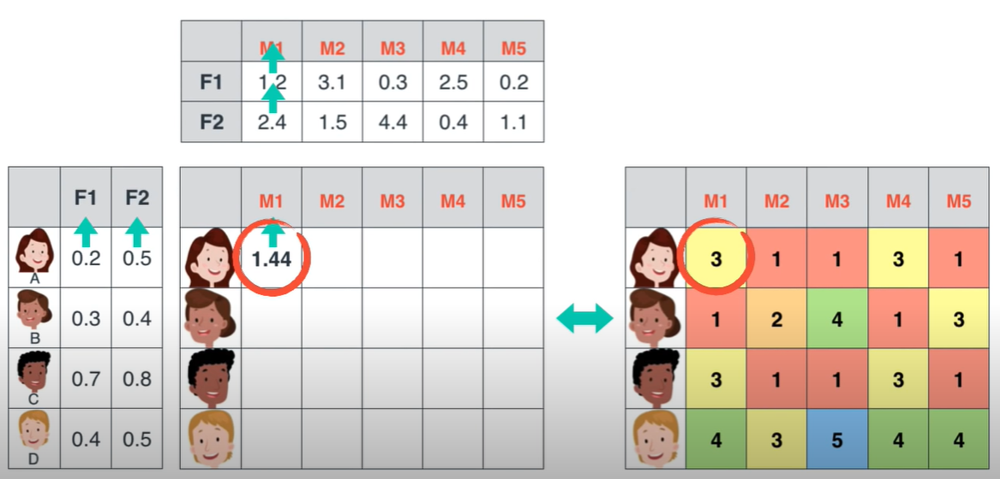 M1 M2 M3 M4 M5
F1 1.2 3.1 0.3 2.5 0.2
F2 2.4 1.5 4.4 0.4 1.1
F1 F2
A 0.2 0.5
B 0.3 0.4
C 0.7 0.8
D 0.4 0.5
M1 M2 M3 M4 M5
1.44
M1 M2 M3 M4 M5
3 1 1 3 1
1 2 4 1 3
3 1 1 3 1
4 3 5 4 4